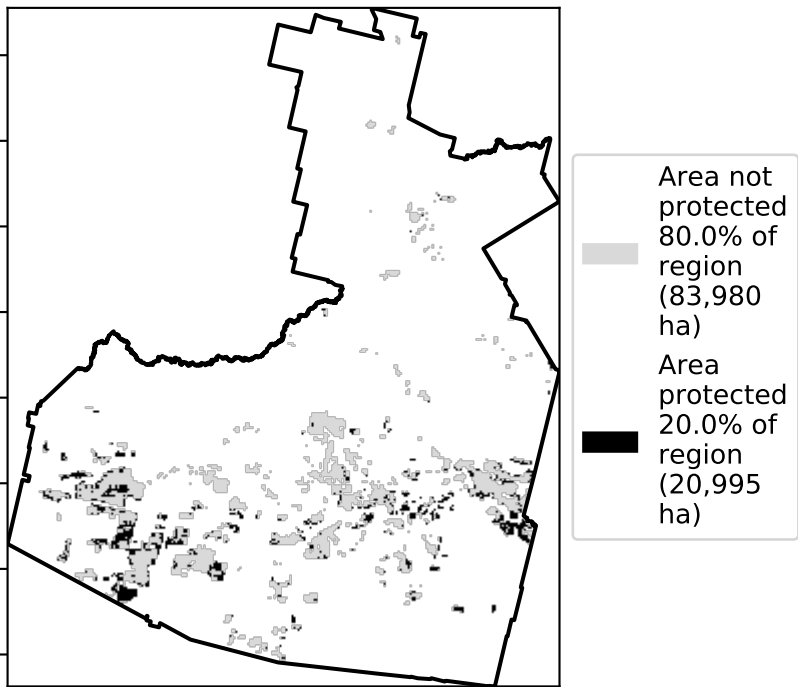 Area not
protected
80.0% of
region
(83,980
ha)
Area
protected
20.0% of
region
(20,995
ha)